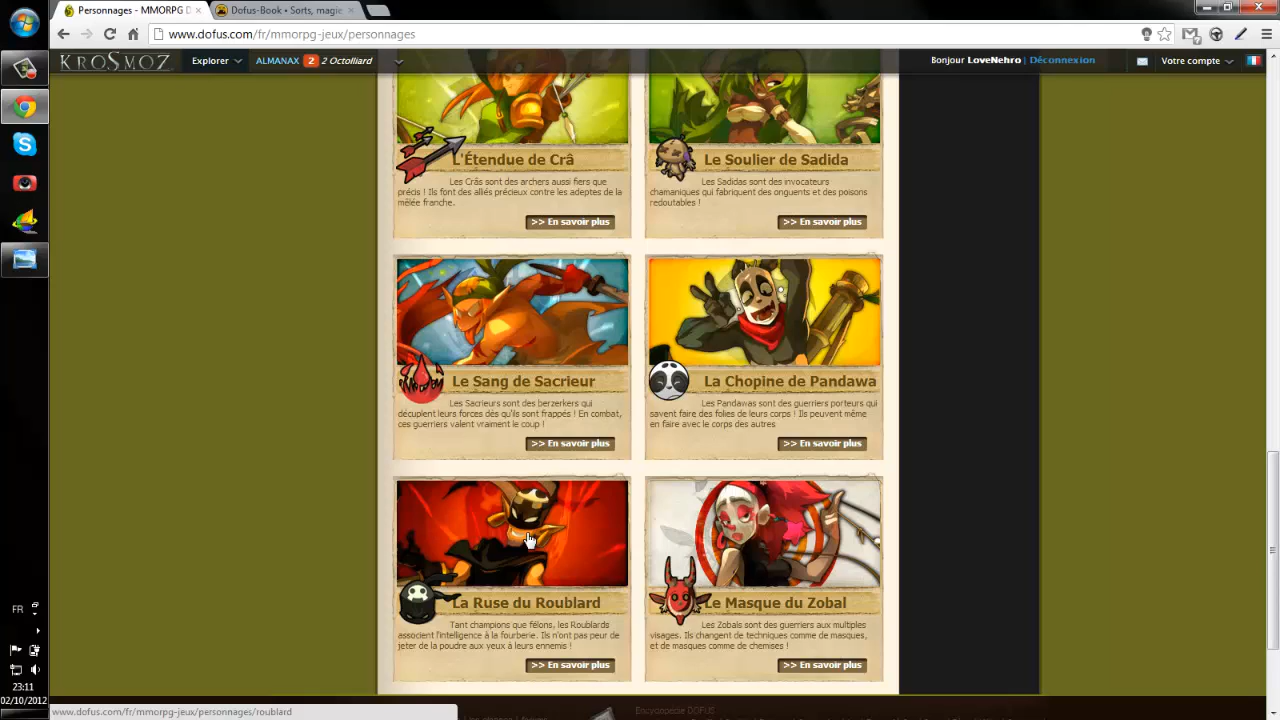 Personnages - MMORPG D
Dofus-Book • Sorts, magie
www.dofus.com/fr/mmorpg-jeux/personnages
KROSMOZ
Explorer
ALMANAX 2 2 Octolliard
Bonjour LoveNehro | Déconnexion
Votre compte
L'Étendue de Crâ
Les Crâs sont des archers aussi fiers que
précis ! Ils font des alliés précieux contre les adeptes de la
mêlée franche.
>> En savoir plus
Le Soulier de Sadida
Les Sadidas sont des invocateurs
chamaniques qui fabriquent des onguents et des poisons
redoutables !
>> En savoir plus
Le Sang de Sacrieur
Les Sacrieurs sont des berzerkers qui
décuplent leurs forces dès qu'ils sont frappés ! En combat,
ces guerriers valent vraiment le coup !
>> En savoir plus
La Chopine de Pandawa
Les Pandawas sont des guerriers porteurs qui
savent faire des folies de leurs corps ! Ils peuvent même
en faire avec le corps des autres
>> En savoir plus
La Ruse du Roublard
Tant champions que félons, les Roublards
associent l'intelligence à la fourberie. Ils n'ont pas peur de
jeter de la poudre aux yeux à leurs ennemis !
>> En savoir plus
Le Masque du Zobal
Les Zobals sont des guerriers aux multiples
visages. Ils changent de techniques comme de masques,
et de masques comme de chemises !
>> En savoir plus
FR
23:11
02/10/2012
www.dofus.com/fr/mmorpg-jeux/personnages/roublard
Encyclopédie DOFUS